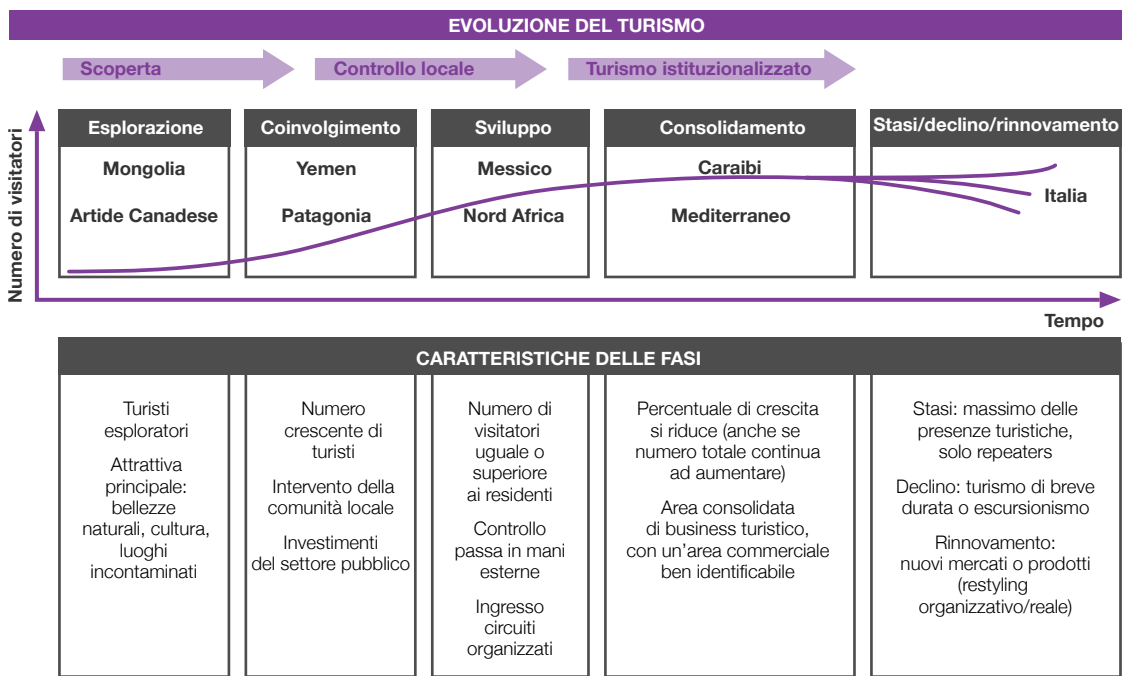 EVOLUZIONE DEL TURISMO
Scoperta
Controllo locale
Turismo istituzionalizzato
Numero di visitatori
Esplorazione
Mongolia
Artide Canadese
Coinvolgimento
Yemen
Patagonia
Sviluppo
Messico
Nord Africa
Consolidamento
Caraibi
Mediterraneo
Stasi/declino/rinnovamento
Italia
Tempo
CARATTERISTICHE DELLE FASI
Turisti
esploratori
Attrattiva
principale:
bellezze
naturali, cultura,
luoghi
incontaminati
Numero
crescente di
turisti
Intervento della
comunità locale
Investimenti
del settore pubblico
Numero di
visitatori
uguale o
superiore
ai residenti
Controllo
passa in mani
esterne
Ingresso
circuiti
organizzati
Percentuale di crescita
si riduce (anche se
numero totale continua
ad aumentare)
Area consolidata
di business turistico,
con un’area commerciale
ben identificabile
Stasi: massimo delle
presenze turistiche,
solo repeaters
Declino: turismo di breve
durata o escursionismo
Rinnovamento:
nuovi mercati o prodotti
(restyling
organizzativo/reale)